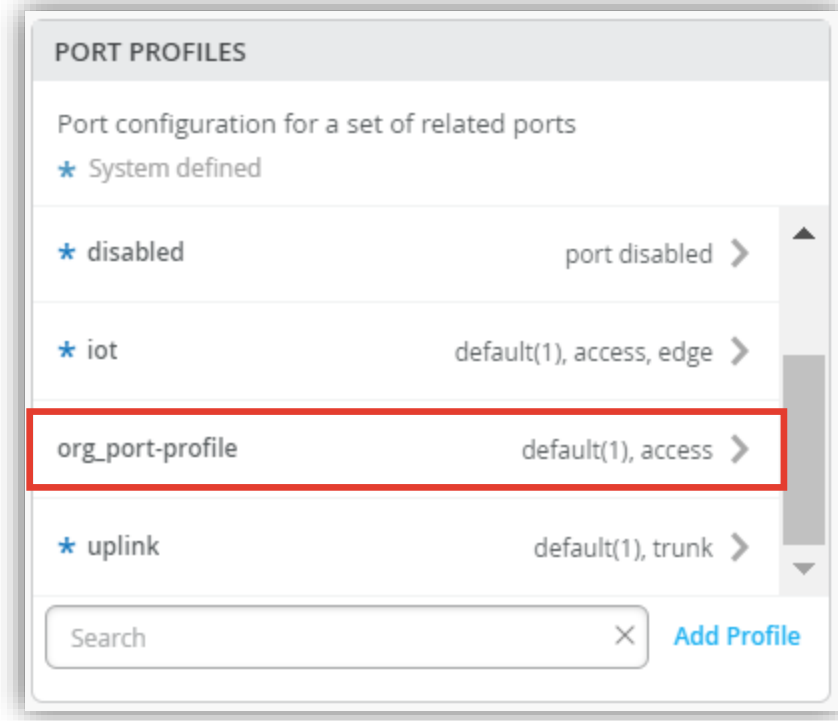 PORT PROFILES
Port configuration for a set of related ports
* System defined
* disabled port disabled
* iot default(1), access, edge
org_port-profile default(1), access
* uplink default(1), trunk
Search Add Profile